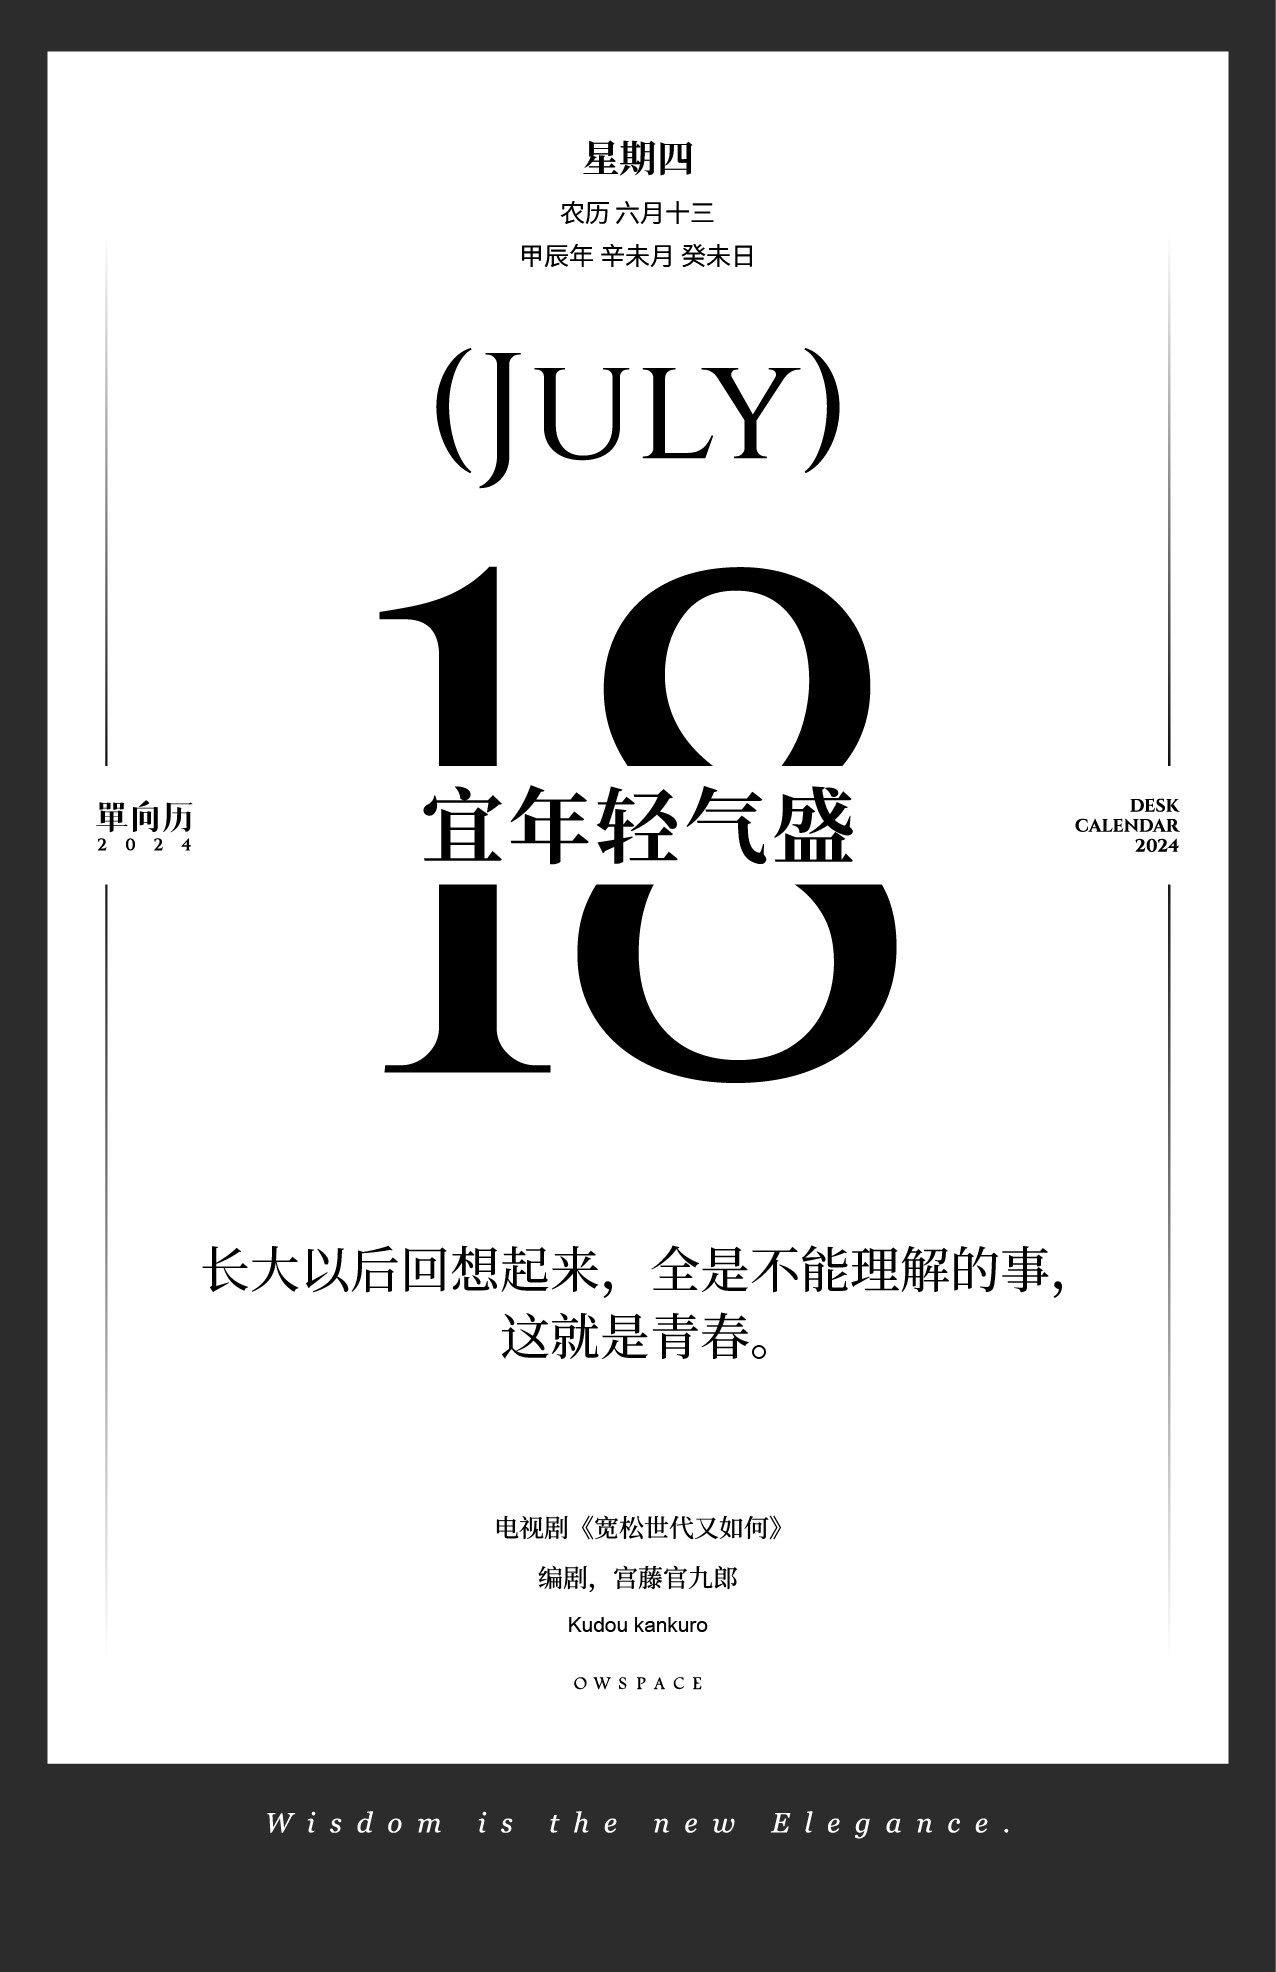 星期四
农历 六月十三
甲辰年 辛未月 癸未日
(JULY)
18
宜年轻气盛
單向历
2 0 2 4
DESK
CALENDAR
2024
长大以后回想起来，全是不能理解的事，
这就是青春。
电视剧《宽松世代又如何》
编剧，宫藤官九郎
Kudou kankuro
OWSPACE
Wisdom is the new Elegance.